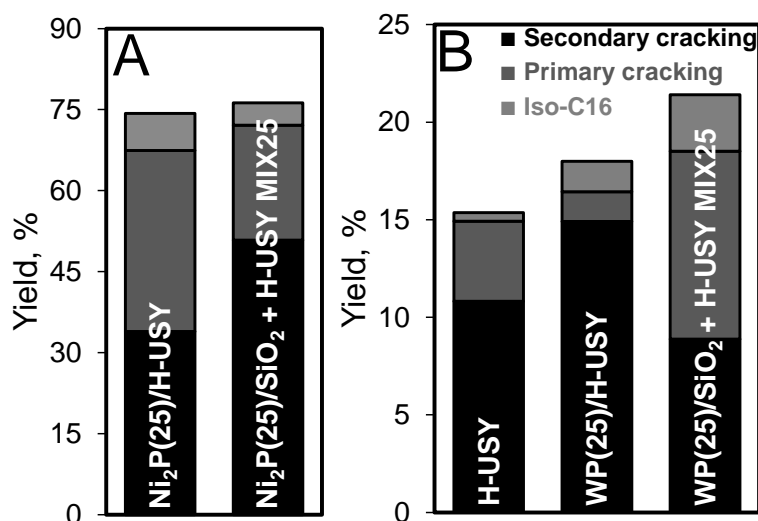 A
Yield, %
90
75
60
45
30
15
0
Ni₂P(25)/H-USY
Ni₂P(25)/SiO₂ + H-USY MIX25
B
Yield, %
25
20
15
10
5
0
Secondary cracking
Primary cracking
Iso-C16
H-USY
WP(25)/H-USY
WP(25)/SiO₂ + H-USY MIX25